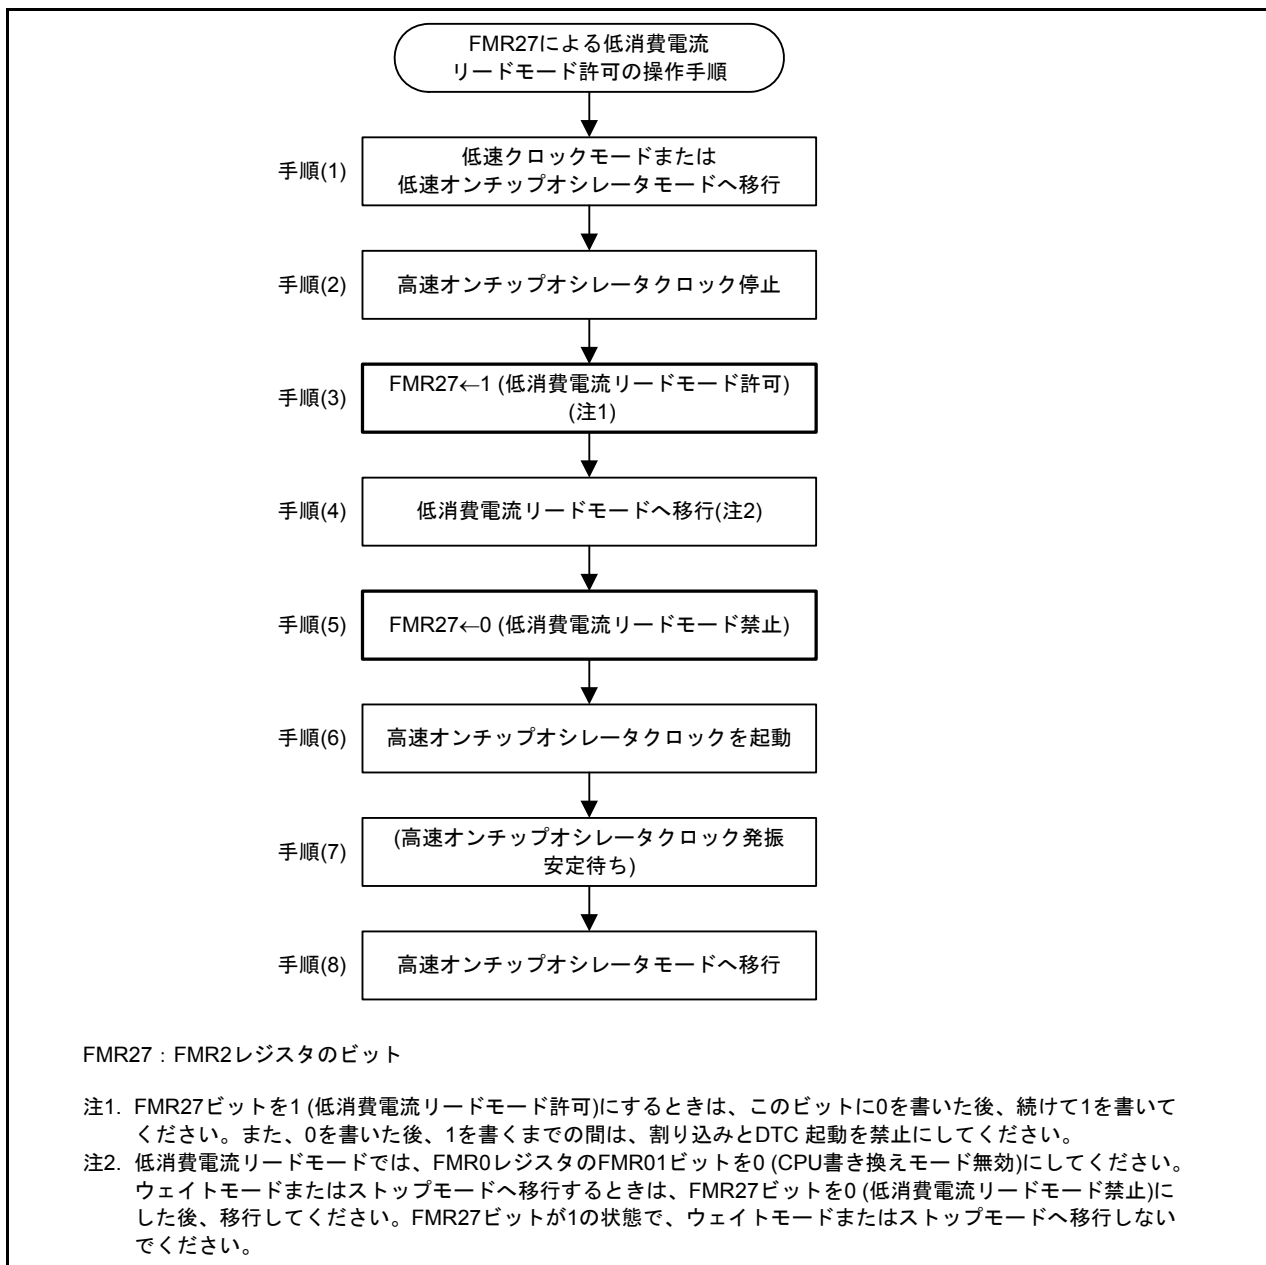 FMR27による低消費電流
リードモード許可の操作手順
手順(1)
低速クロックモードまたは
低速オンチップオシレータモードへ移行
手順(2)
高速オンチップオシレータクロック停止
手順(3)
FMR27←1 (低消費電流リードモード許可)
(注1)
手順(4)
低消費電流リードモードへ移行(注2)
手順(5)
FMR27←0 (低消費電流リードモード禁止)
手順(6)
高速オンチップオシレータクロックを起動
手順(7)
(高速オンチップオシレータクロック発振
安定待ち)
手順(8)
高速オンチップオシレータモードへ移行
FMR27：FMR2レジスタのビット
注1. FMR27ビットを1 (低消費電流リードモード許可)にするときは、このビットに0を書いた後、続けて1を書いて
ください。また、0を書いた後、1を書くまでの間は、割り込みとDTC 起動を禁止にしてください。
注2. 低消費電流リードモードでは、FMR0レジスタのFMR01ビットを0 (CPU書き換えモード無効)にしてください。
ウェイトモードまたはストップモードへ移行するときは、FMR27ビットを0 (低消費電流リードモード禁止)に
した後、移行してください。FMR27ビットが1の状態で、ウェイトモードまたはストップモードへ移行しない
でください。